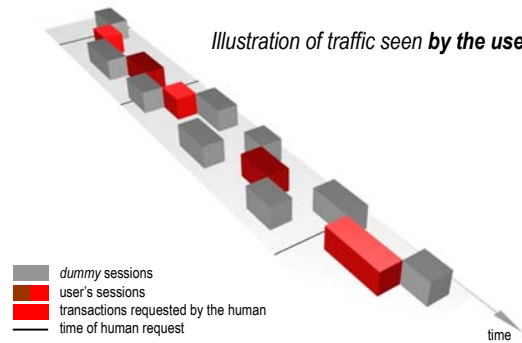 Illustration of traffic seen by the use
dummy sessions
user's sessions
transactions requested by the human
time of human request
time